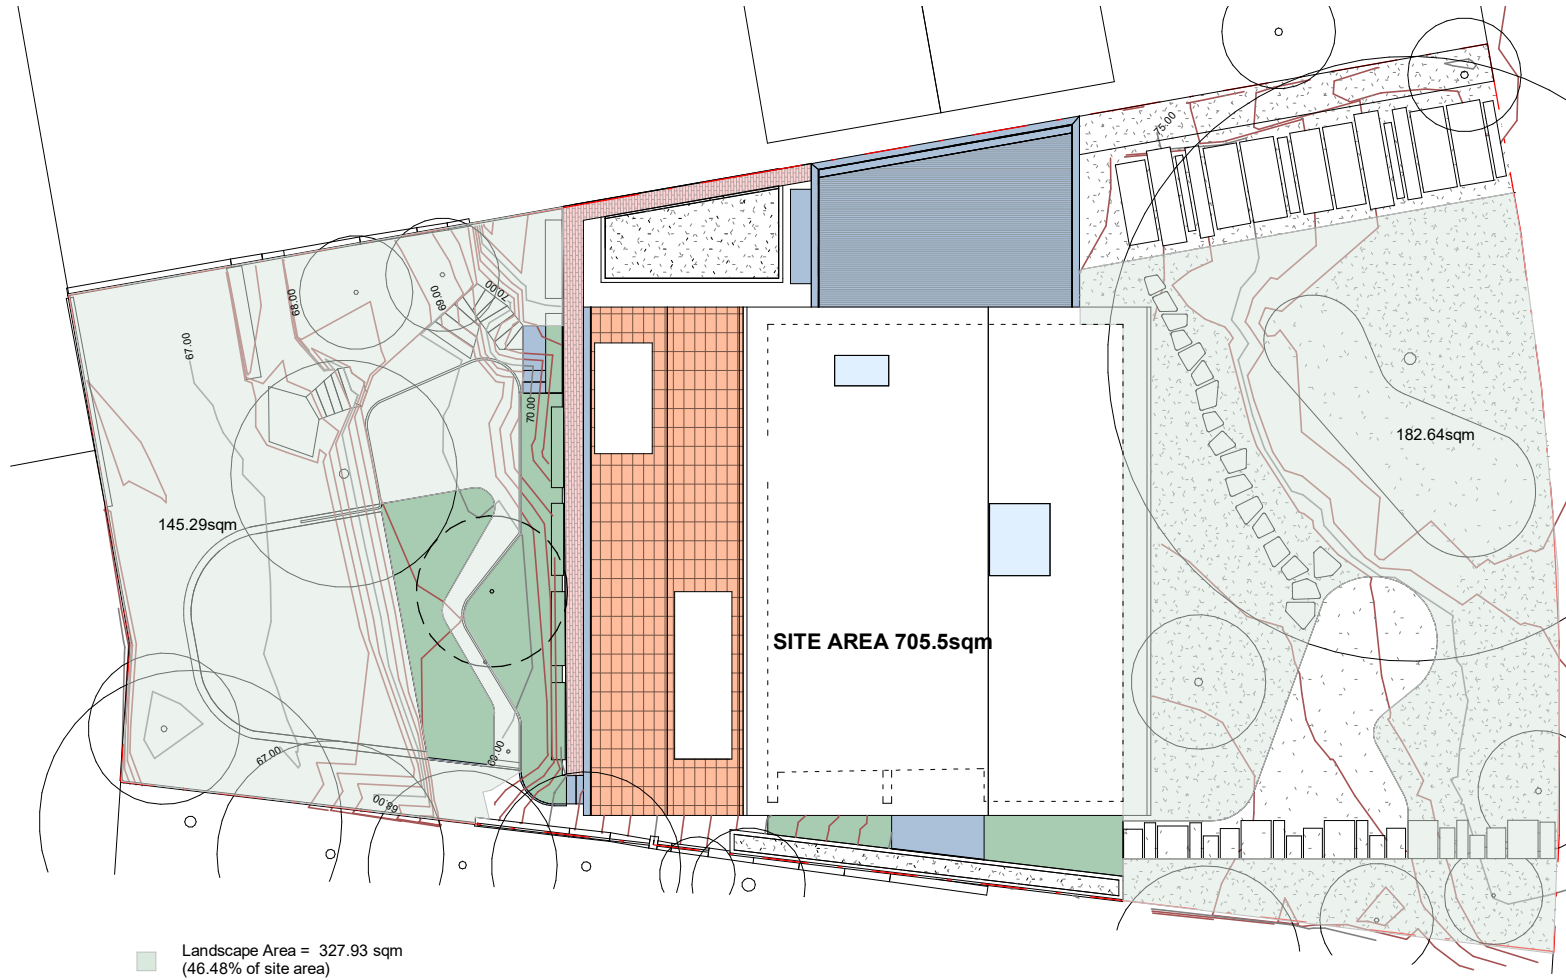 75.00
70.00
69.00
68.00
67.00
70.00
182.64sqm
145.29sqm
SITE AREA 705.5sqm
69.00
67.00
68.00
Landscape Area = 327.93 sqm
(46.48% of site area)